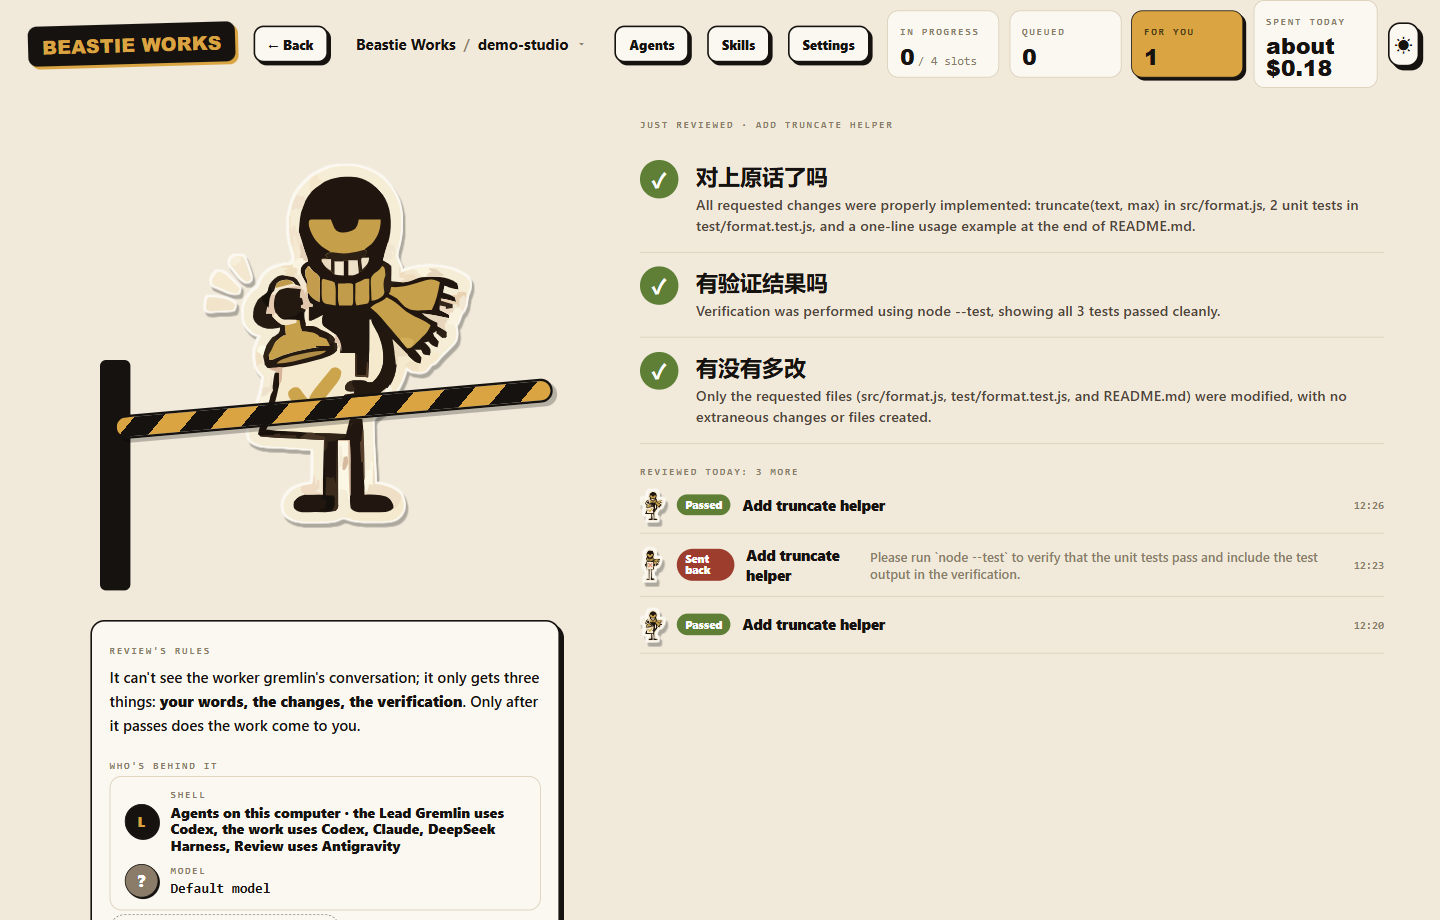 BEASTIE WORKS
← Back
Beastie Works / demo-studio
Agents
Skills
Settings
IN PROGRESS
0 / 4 slots
QUEUED
0
FOR YOU
1
SPENT TODAY
about
$0.18
JUST REVIEWED · ADD TRUNCATE HELPER
对上原话了吗
All requested changes were properly implemented: truncate(text, max) in src/format.js, 2 unit tests in
test/format.test.js, and a one-line usage example at the end of README.md.
有验证结果吗
Verification was performed using node --test, showing all 3 tests passed cleanly.
有没有多改
Only the requested files (src/format.js, test/format.test.js, and README.md) were modified, with no
extraneous changes or files created.
REVIEWED TODAY: 3 MORE
Passed
Add truncate helper
12:26
Sent
back
Add truncate
helper
Please run `node --test` to verify that the unit tests pass and include the test
output in the verification.
12:23
Passed
Add truncate helper
12:20
REVIEW'S RULES
It can't see the worker gremlin's conversation; it only gets three
things: your words, the changes, the verification. Only after
it passes does the work come to you.
WHO'S BEHIND IT
SHELL
L
Agents on this computer · the Lead Gremlin uses
Codex, the work uses Codex, Claude, DeepSeek
Harness, Review uses Antigravity
MODEL
?
Default model